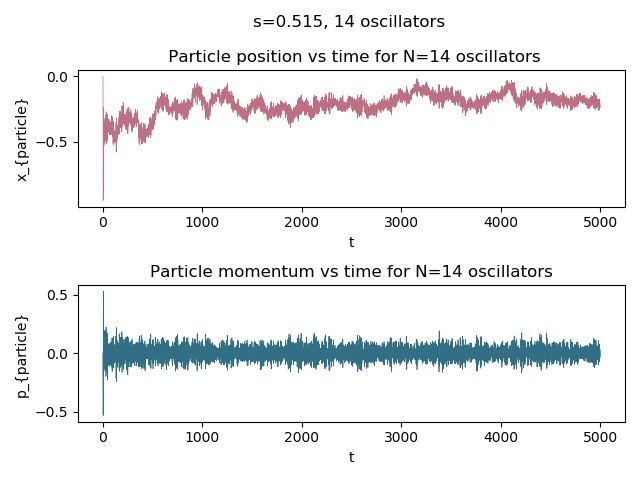 s=0.515, 14 oscillators
Particle position vs time for N=14 oscillators
0.0
−0.5
x_{particle}
0 1000 2000 3000 4000 5000
t
Particle momentum vs time for N=14 oscillators
0.5
0.0
−0.5
p_{particle}
0 1000 2000 3000 4000 5000
t